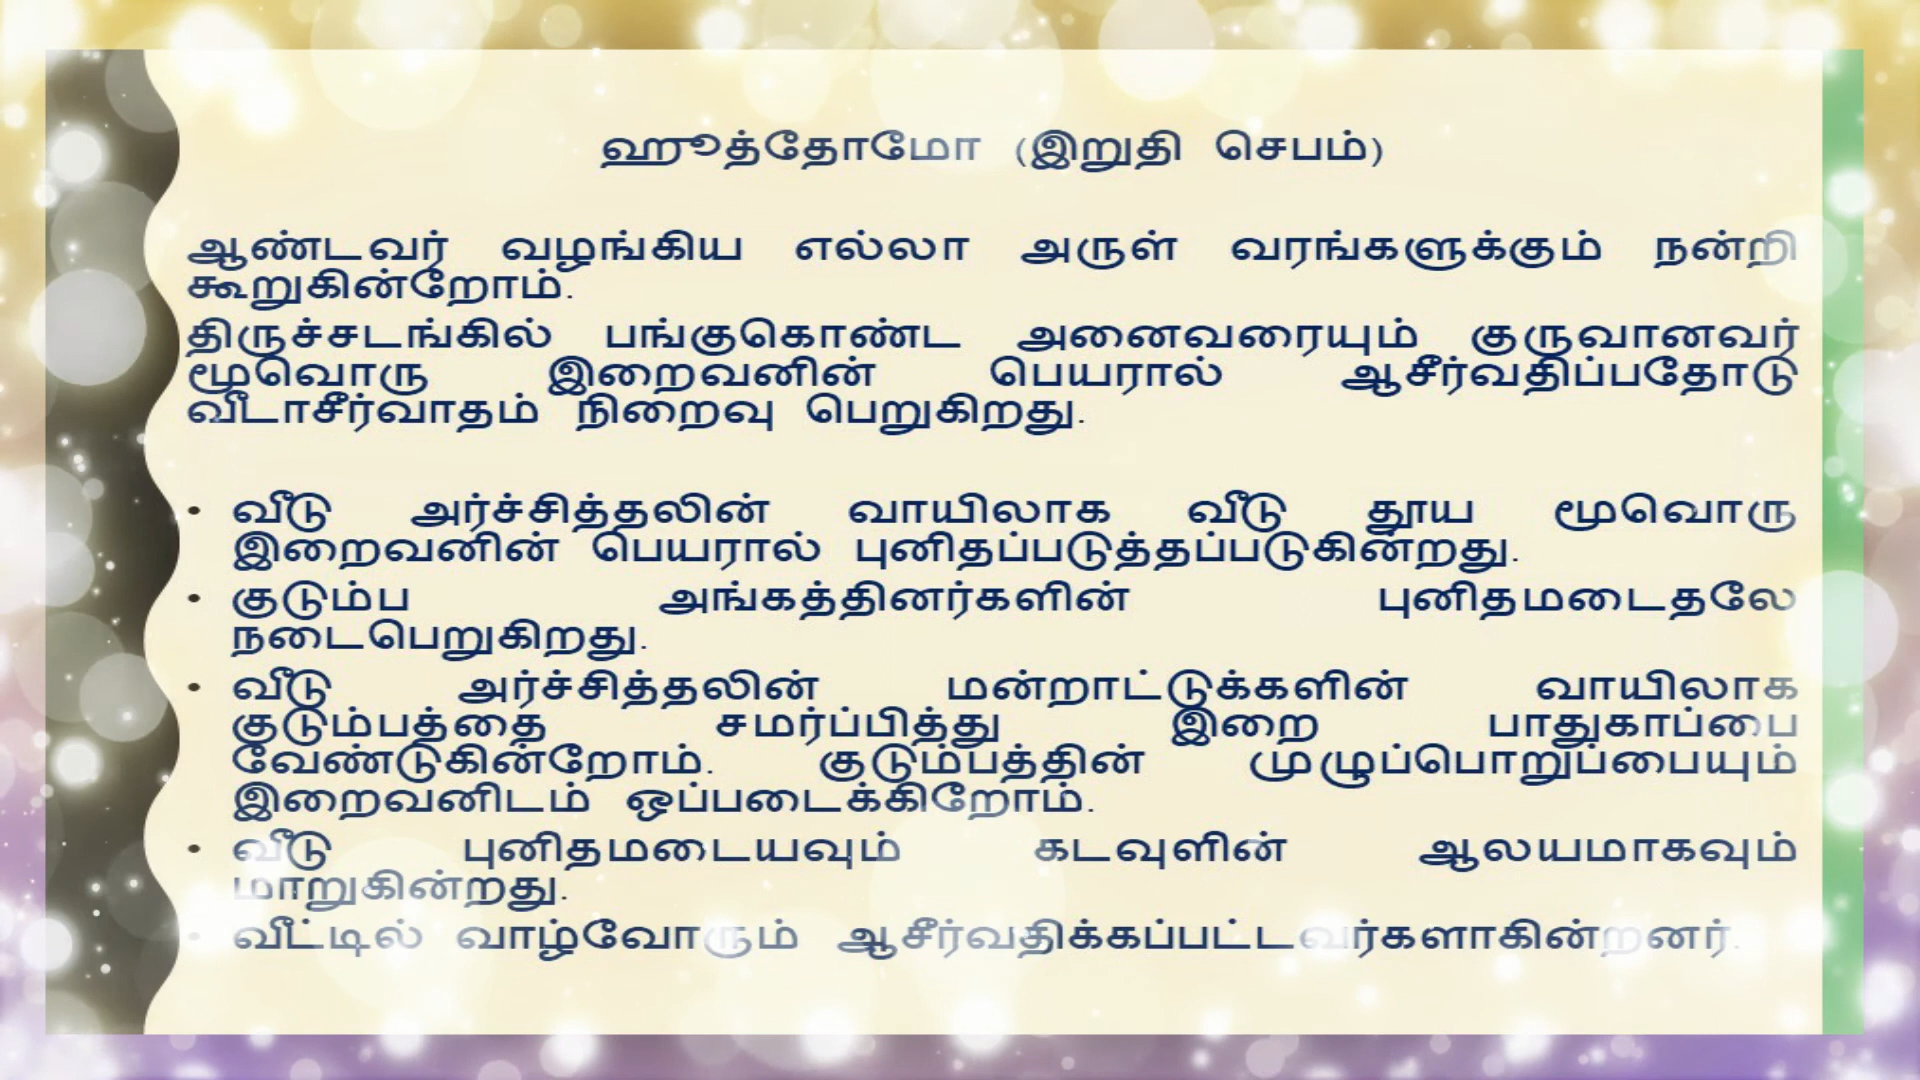 ஹூத்தோமோ (இறுதி செபம்)
ஆண்டவர் வழங்கிய எல்லா அருள் வரங்களுக்கும் நன்றி
கூறுகின்றோம்.
திருச்சடங்கில் பங்குகொண்ட அனைவரையும் குருவானவர்
மூவொரு இறைவனின் பெயரால் ஆசீர்வதிப்பதோடு
வீடாசீர்வாதம் நிறைவு பெறுகிறது.
• வீடு அர்ச்சித்தலின் வாயிலாக வீடு தூய மூவொரு
இறைவனின் பெயரால் புனிதப்படுத்தப்படுகின்றது.
• குடும்ப அங்கத்தினர்களின் புனிதமடைதலே
நடைபெறுகிறது.
• வீடு அர்ச்சித்தலின் மன்றாட்டுக்களின் வாயிலாக
குடும்பத்தை சமர்ப்பித்து இறை பாதுகாப்பை
வேண்டுகின்றோம். குடும்பத்தின் முழுப்பொறுப்பையும்
இறைவனிடம் ஒப்படைக்கிறோம்.
• வீடு புனிதமடையவும் கடவுளின் ஆலயமாகவும்
மாறுகின்றது.
• வீட்டில் வாழ்வோரும் ஆசீர்வதிக்கப்பட்டவர்களாகின்றனர்.